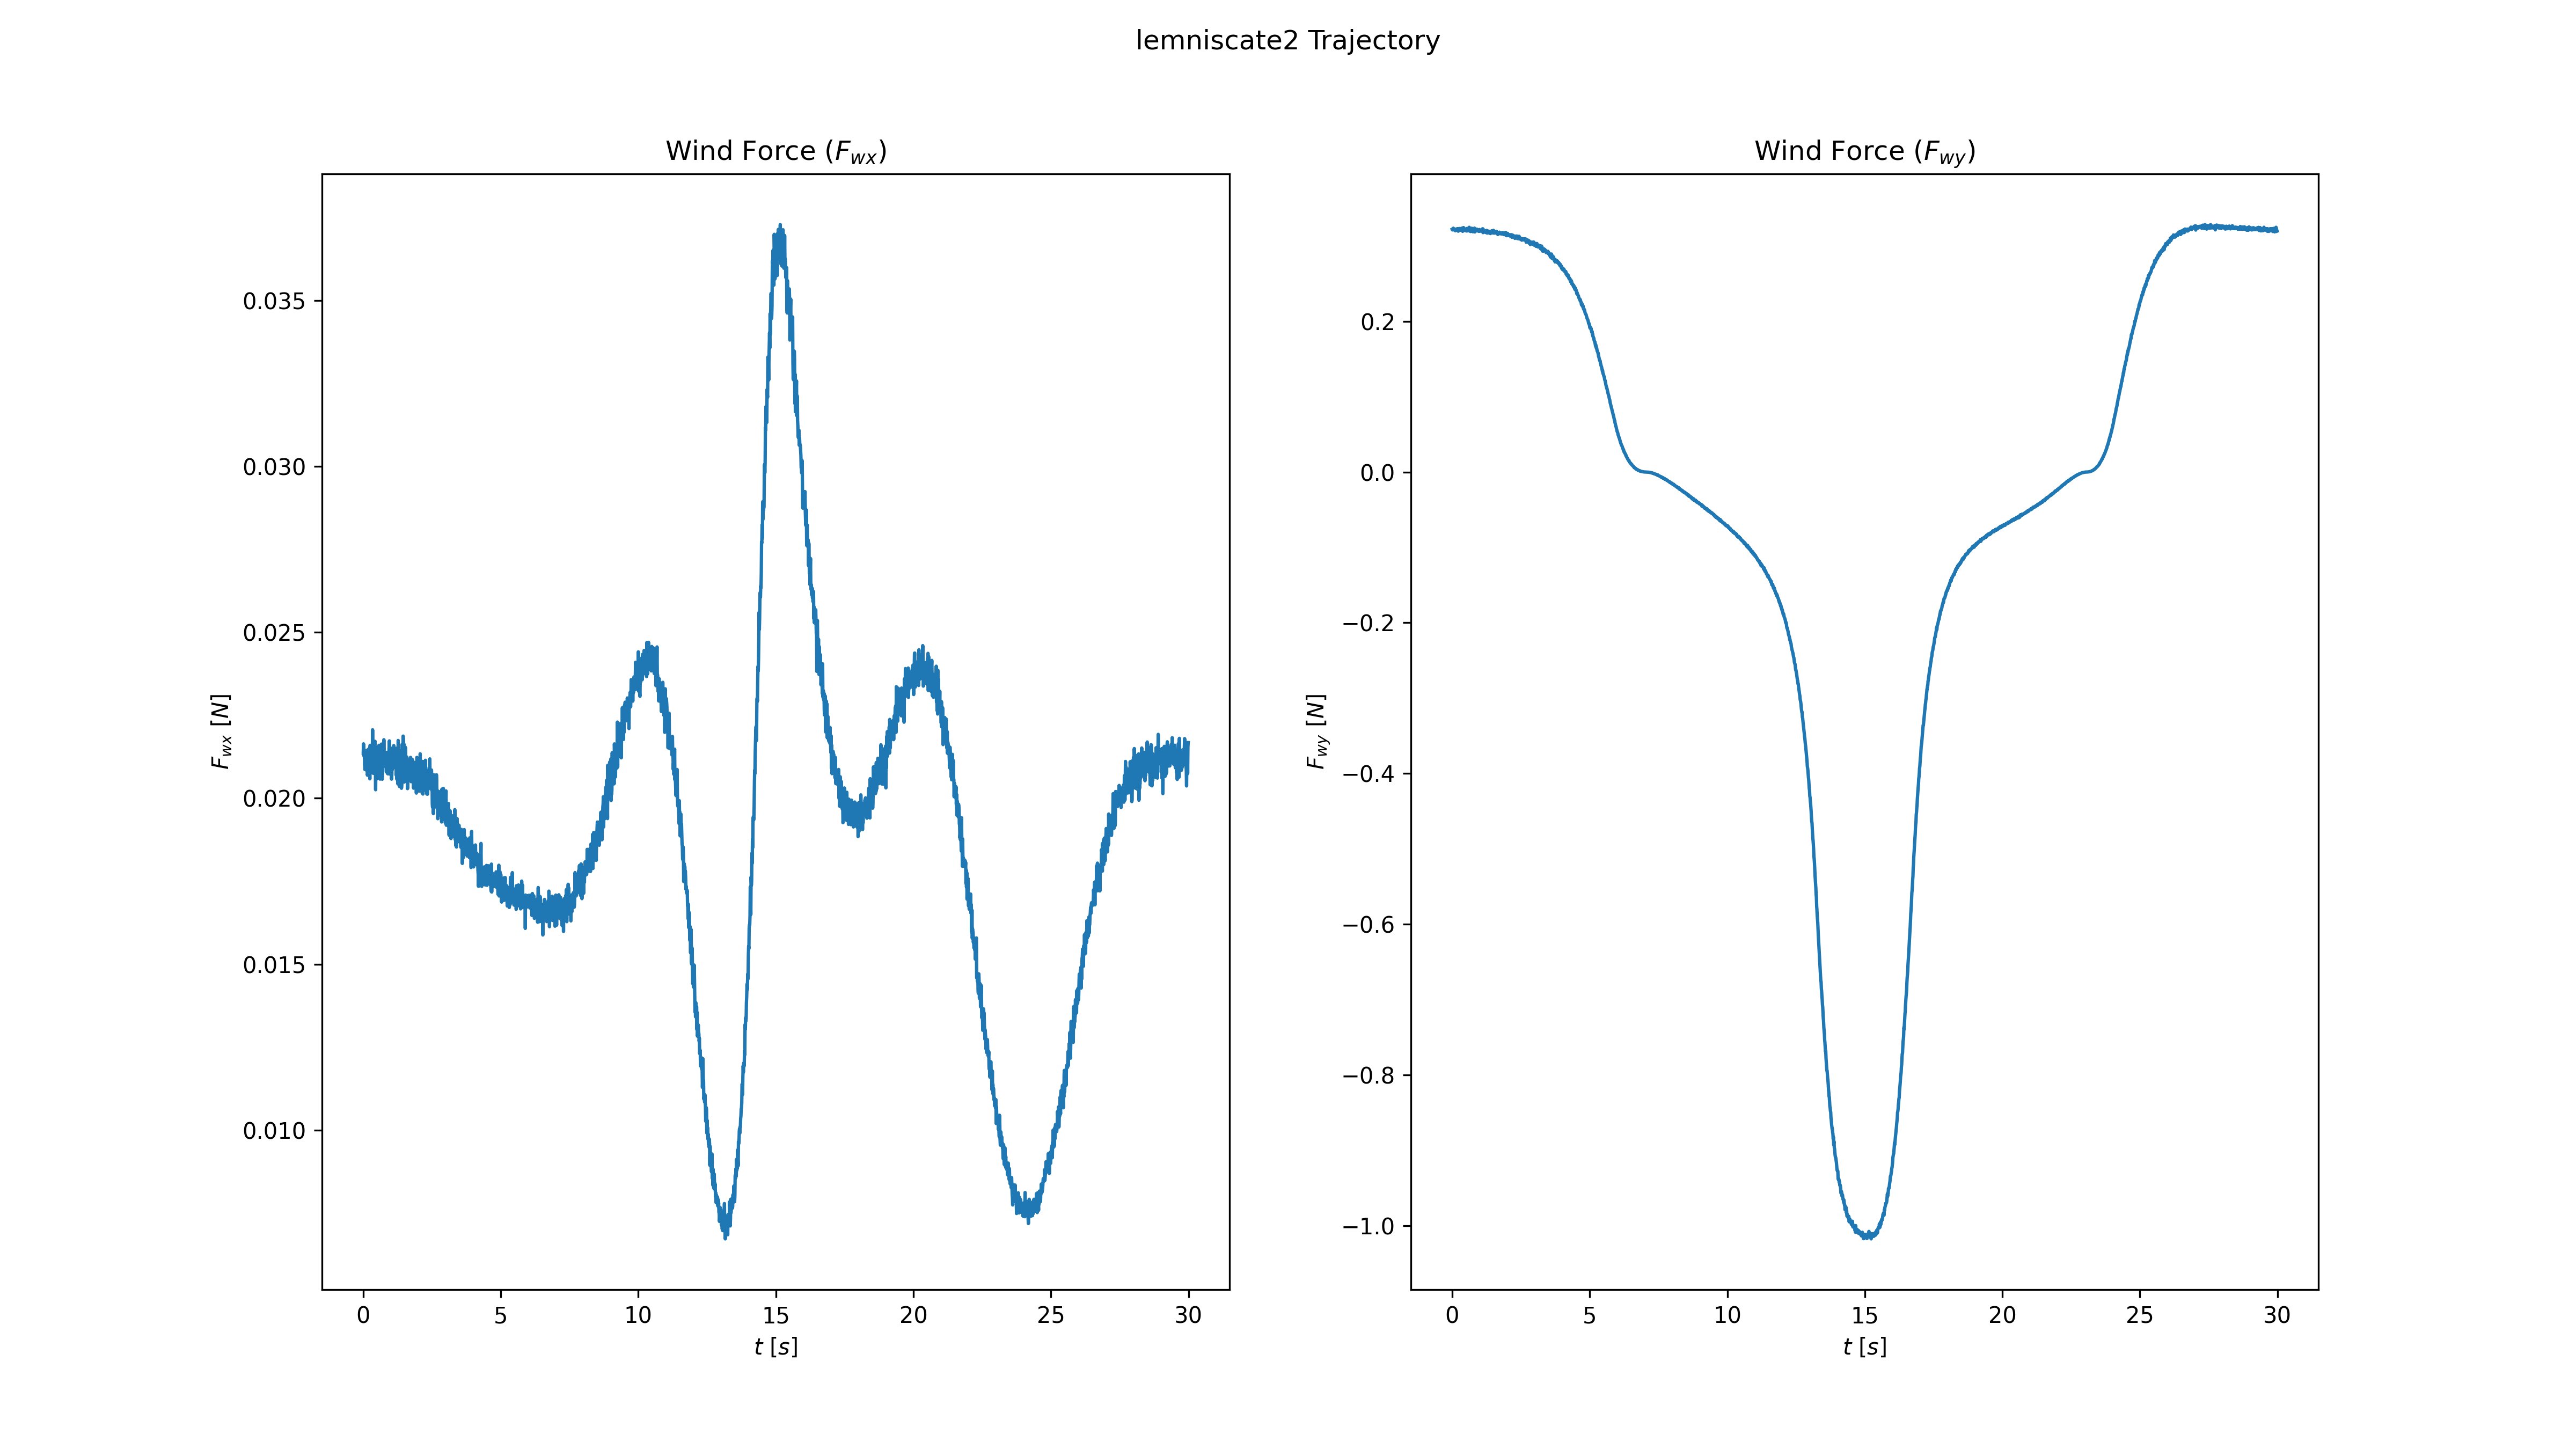 lemniscate2 Trajectory
Wind Force (F_wx)
F_wx [N]
0.035
0.030
0.025
0.020
0.015
0.010
0 5 10 15 20 25 30
t [s]
Wind Force (F_wy)
F_wy [N]
0.2
0.0
−0.2
−0.4
−0.6
−0.8
−1.0
0 5 10 15 20 25 30
t [s]